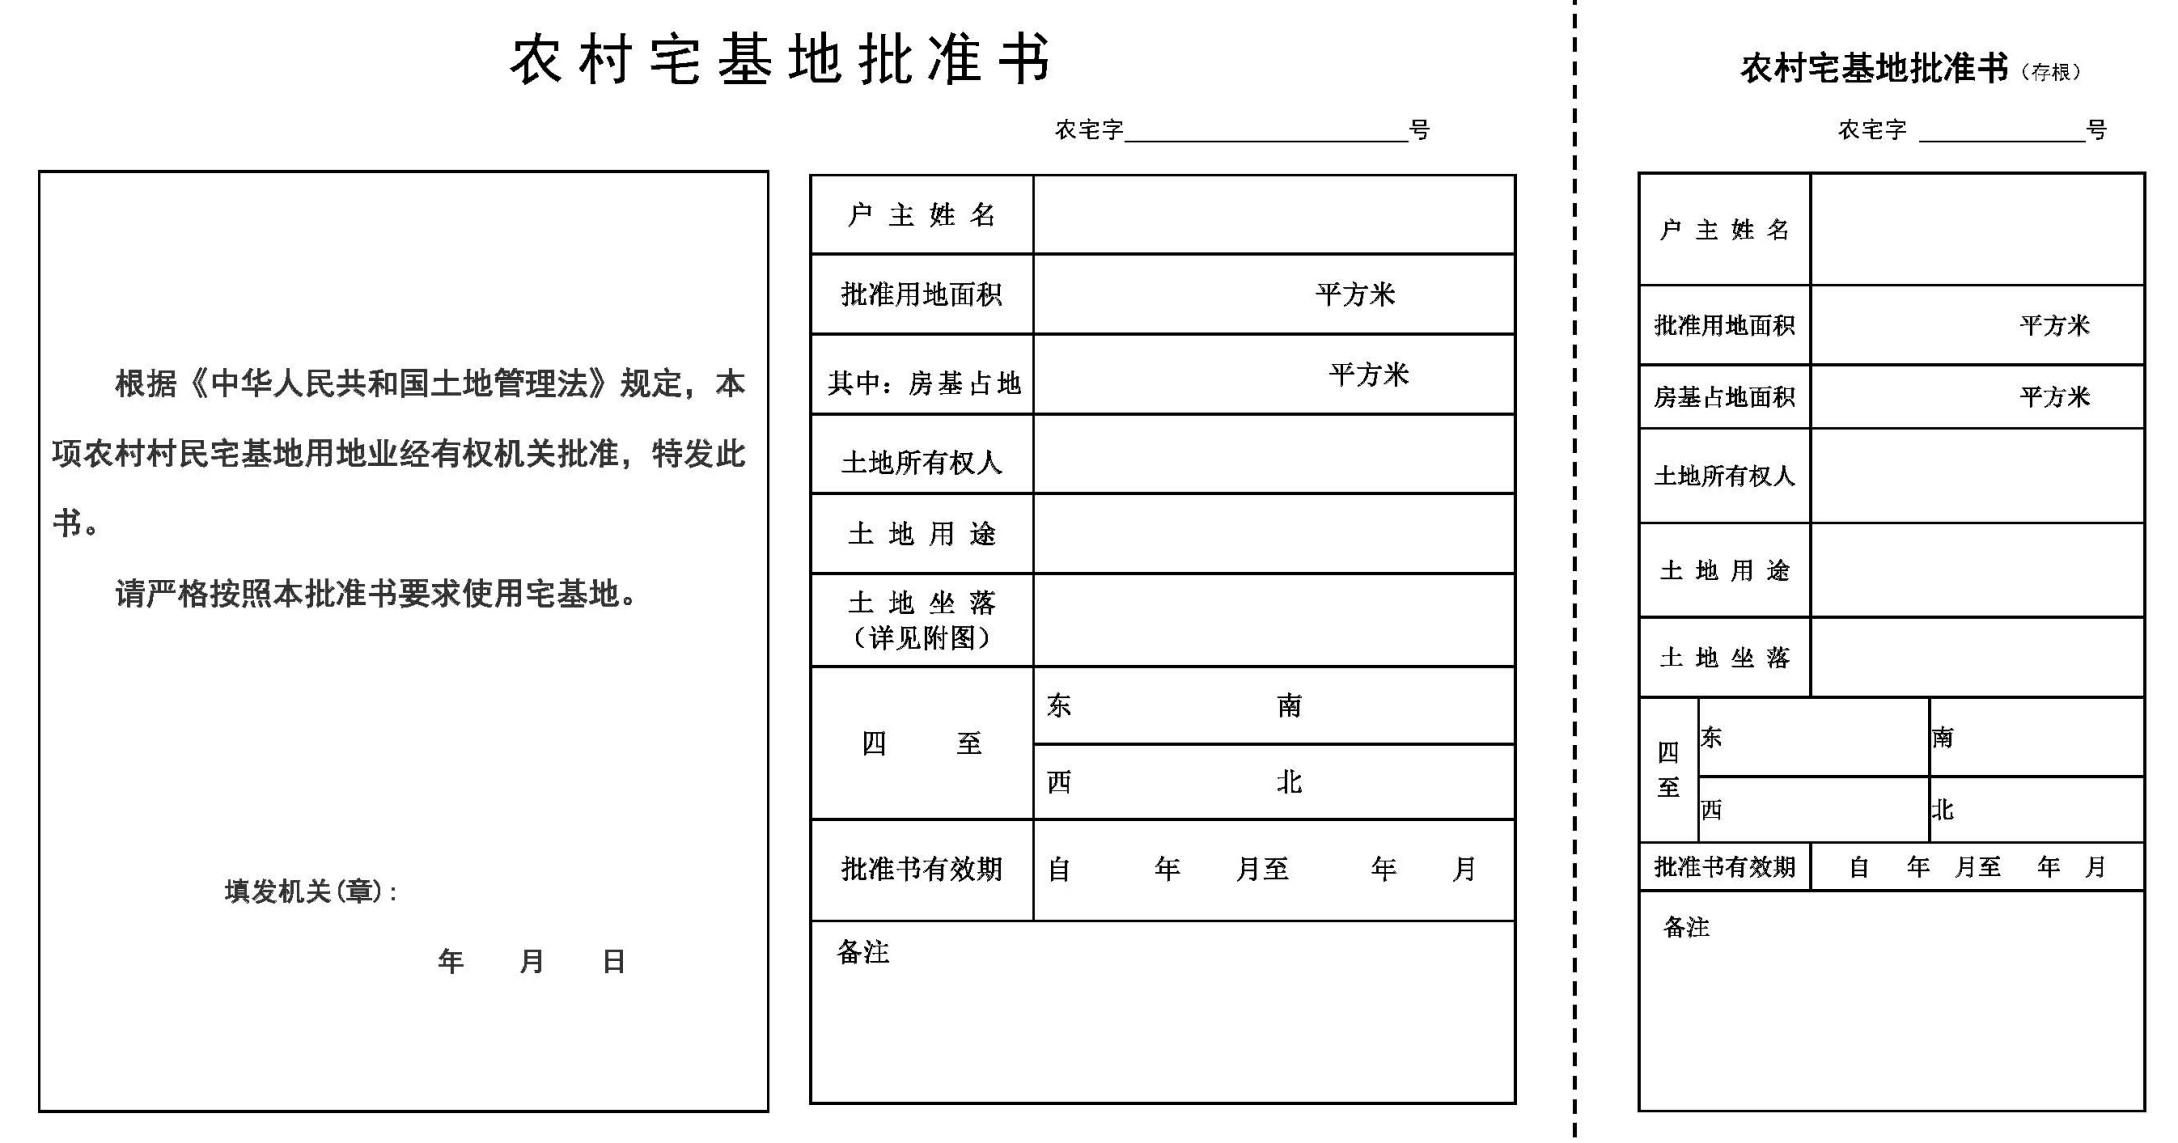 农村宅基地批准书
农宅字 号
根据《中华人民共和国土地管理法》规定，本
项农村村民宅基地用地业经有权机关批准，特发此
书。
请严格按照本批准书要求使用宅基地。
填发机关(章):
年 月 日
户主姓名
批准用地面积 平方米
其中：房基占地 平方米
土地所有权人
土地用途
土地坐落
（详见附图）
四至
东 南
西 北
批准书有效期 自 年 月至 年 月
备注
农村宅基地批准书（存根）
农宅字 号
户主姓名
批准用地面积 平方米
房基占地面积 平方米
土地所有权人
土地用途
土地坐落
四至
东 南
西 北
批准书有效期 自 年 月至 年 月
备注